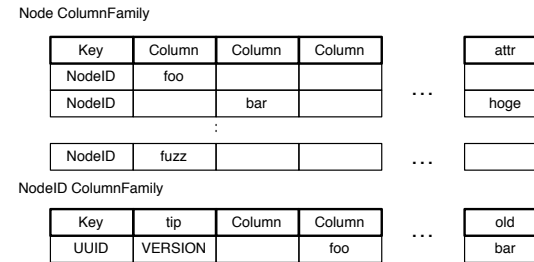 Node ColumnFamily
Key Column Column Column attr
NodeID foo
NodeID bar ... hoge
:
NodeID fuzz ...
NodeID ColumnFamily
Key tip Column Column old
UUID VERSION foo ... bar